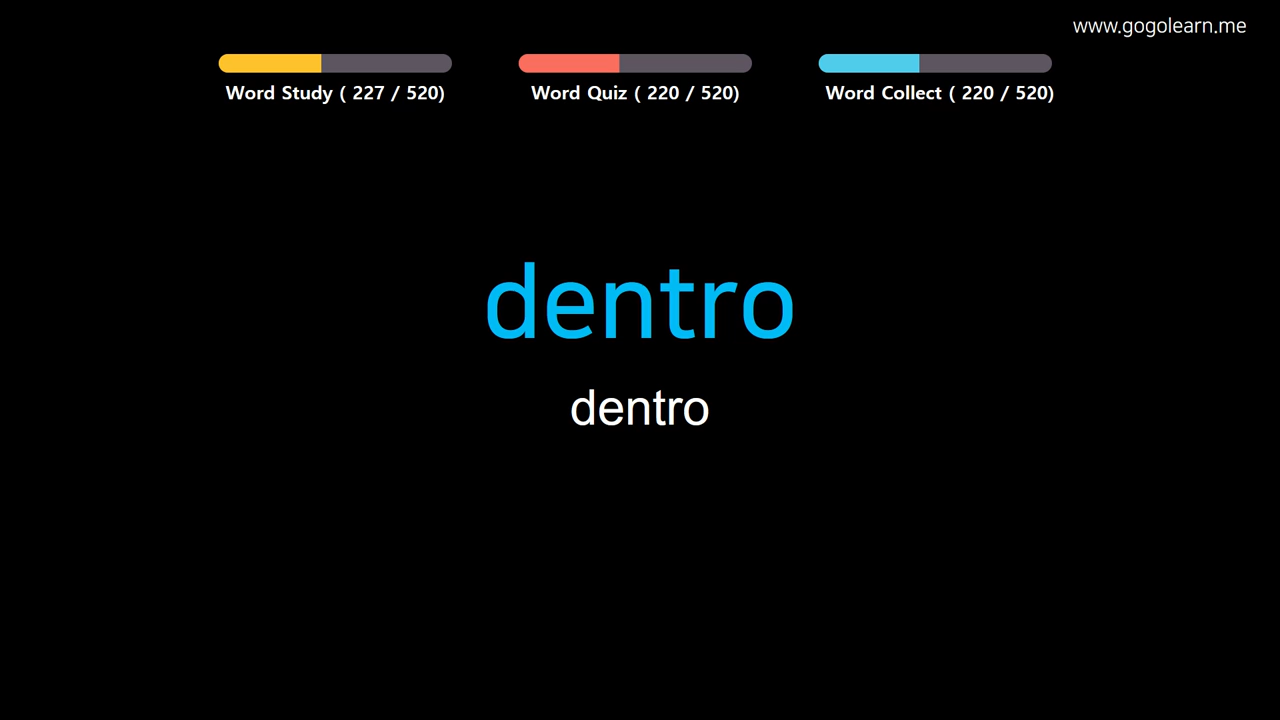 www.gogolearn.me
Word Study ( 227 / 520)
Word Quiz ( 220 / 520)
Word Collect ( 220 / 520)
dentro
dentro